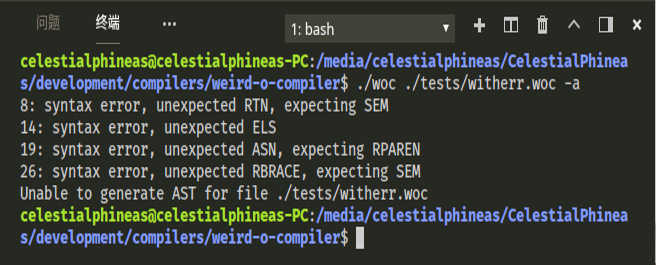 问题 终端 ···
1: bash
celestialphineas@celestialphineas-PC:/media/celestialphineas/CelestialPhinea
s/development/compilers/weird-o-compiler$ ./woc ./tests/witherr.woc -a
8: syntax error, unexpected RTN, expecting SEM
14: syntax error, unexpected ELS
19: syntax error, unexpected ASN, expecting RPAREN
26: syntax error, unexpected RBRACE, expecting SEM
Unable to generate AST for file ./tests/witherr.woc
celestialphineas@celestialphineas-PC:/media/celestialphineas/CelestialPhinea
s/development/compilers/weird-o-compiler$